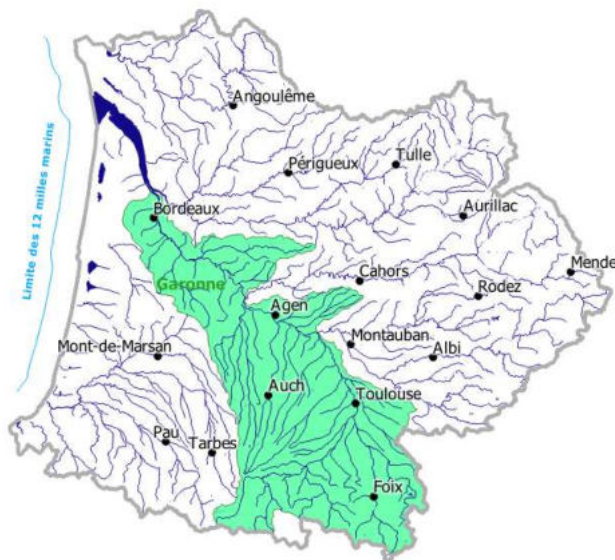 Angoulême
Limite des 12 milles marins
Périgueux
Tulle
Bordeaux
Aurillac
Cahors
Mende
Garonne
Rodez
Agen
Montauban
Mont-de-Marsan
Albi
Auch
Toulouse
Pau
Tarbes
Foix